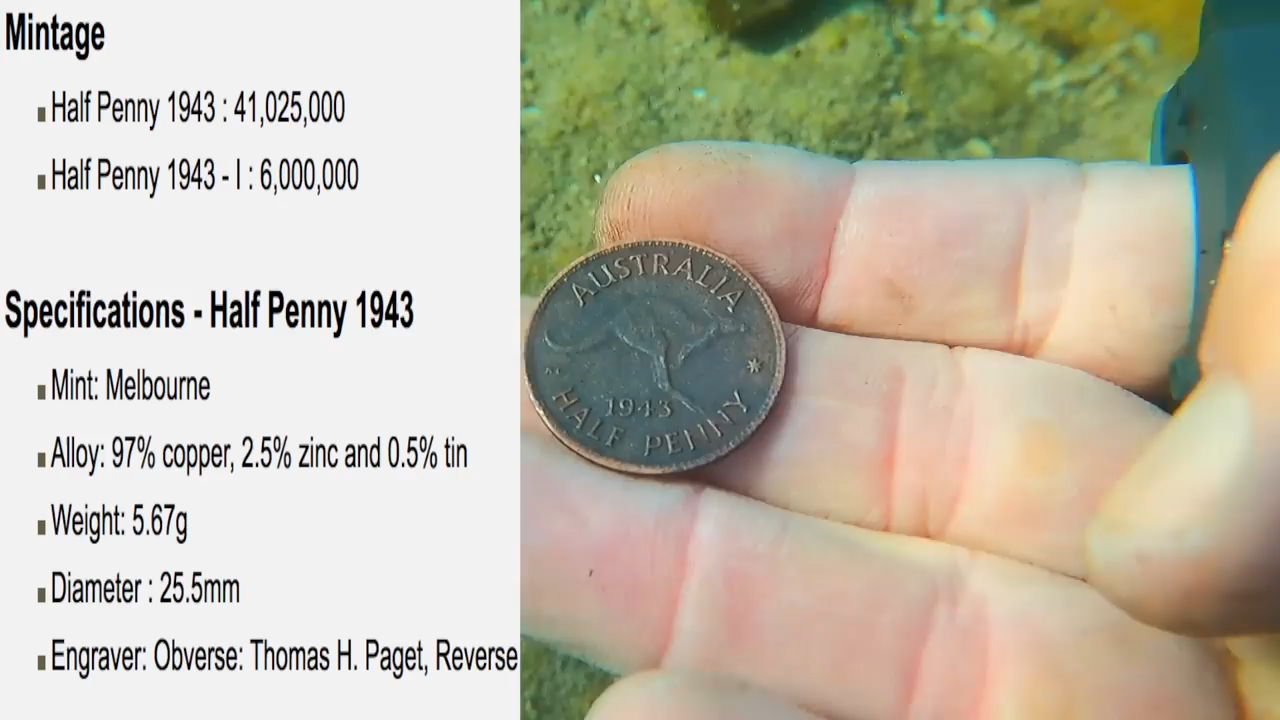 Mintage
Half Penny 1943 : 41,025,000
Half Penny 1943 - I : 6,000,000
Specifications - Half Penny 1943
Mint: Melbourne
Alloy: 97% copper, 2.5% zinc and 0.5% tin
Weight: 5.67g
Diameter : 25.5mm
Engraver: Obverse: Thomas H. Paget, Reverse
AUSTRALIA
1943
HALF PENNY